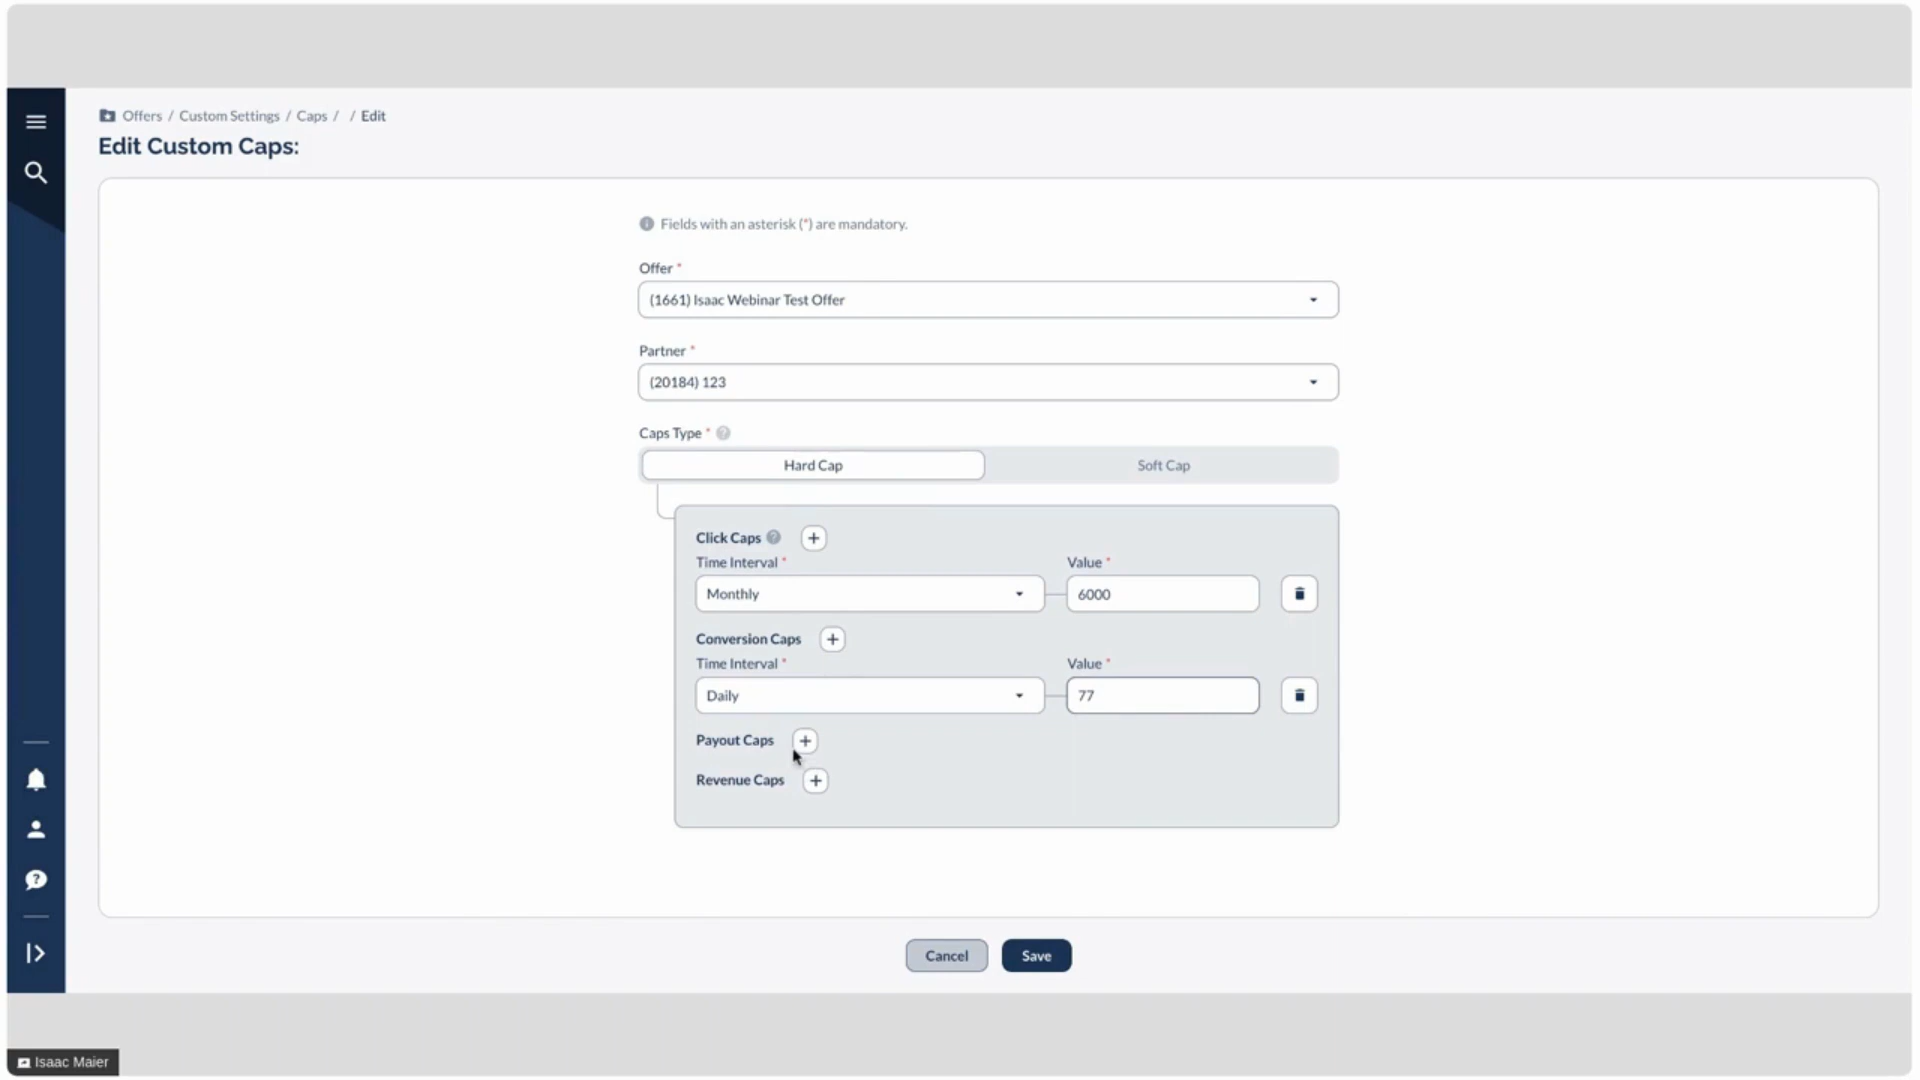 Offers / Custom Settings / Caps / / Edit
Edit Custom Caps:
Fields with an asterisk (*) are mandatory.
Offer *
(1661) Isaac Webinar Test Offer
Partner *
(20184) 123
Caps Type *
Hard Cap
Soft Cap
Click Caps
Time Interval * Value *
Monthly 6000
Conversion Caps
Time Interval * Value *
Daily 77
Payout Caps
Revenue Caps
Cancel Save
Isaac Maier